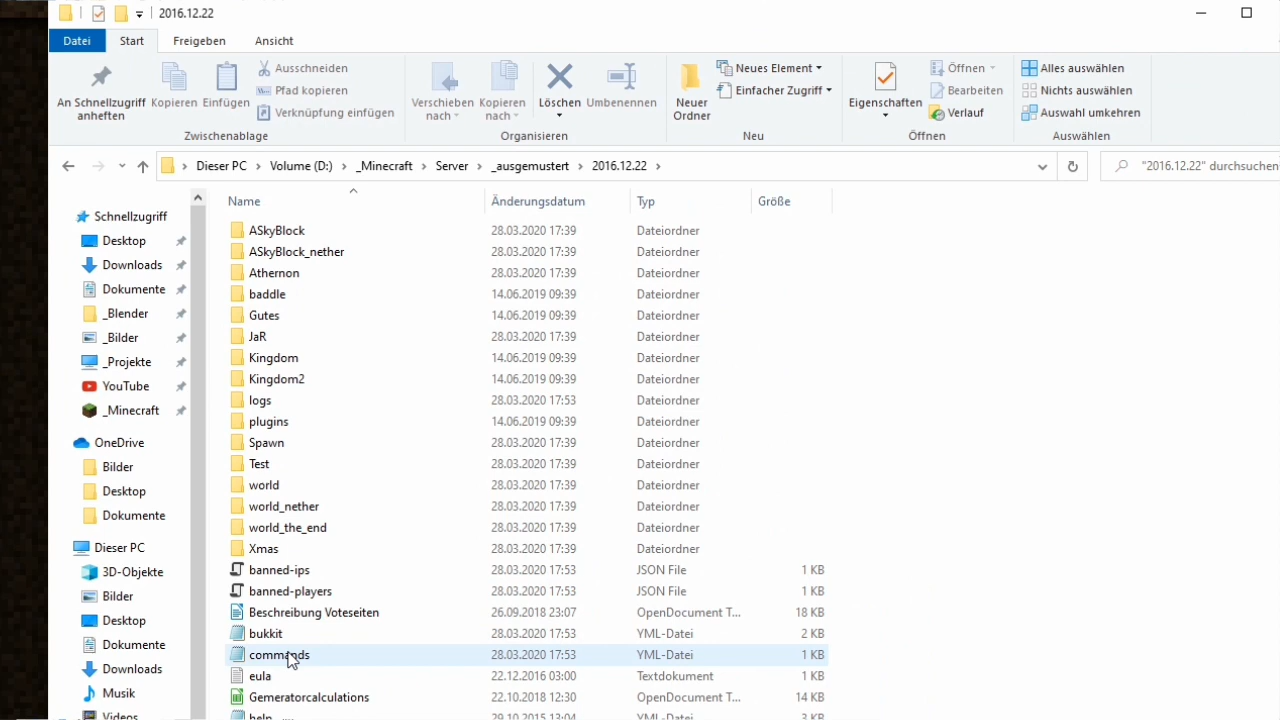 2016.12.22
Datei Start Freigeben Ansicht
An Schnellzugriff anheften
Kopieren
Einfügen
Ausschneiden
Pfad kopieren
Verknüpfung einfügen
Zwischenablage
Verschieben nach
Kopieren nach
Löschen
Umbenennen
Organisieren
Neuer Ordner
Neues Element
Einfacher Zugriff
Neu
Eigenschaften
Öffnen
Bearbeiten
Verlauf
Öffnen
Alles auswählen
Nichts auswählen
Auswahl umkehren
Auswählen
Dieser PC > Volume (D:) > _Minecraft > Server > _ausgemustert > 2016.12.22 >
"2016.12.22" durchsuchen
Schnellzugriff
Desktop
Downloads
Dokumente
_Blender
_Bilder
_Projekte
YouTube
_Minecraft
OneDrive
Bilder
Desktop
Dokumente
Dieser PC
3D-Objekte
Bilder
Desktop
Dokumente
Downloads
Musik
Videos
Name Änderungsdatum Typ Größe
ASkyBlock 28.03.2020 17:39 Dateiordner
ASkyBlock_nether 28.03.2020 17:39 Dateiordner
Athernon 28.03.2020 17:39 Dateiordner
baddle 14.06.2019 09:39 Dateiordner
Gutes 14.06.2019 09:39 Dateiordner
JaR 28.03.2020 17:39 Dateiordner
Kingdom 14.06.2019 09:39 Dateiordner
Kingdom2 14.06.2019 09:39 Dateiordner
logs 28.03.2020 17:53 Dateiordner
plugins 14.06.2019 09:39 Dateiordner
Spawn 28.03.2020 17:39 Dateiordner
Test 28.03.2020 17:39 Dateiordner
world 28.03.2020 17:39 Dateiordner
world_nether 28.03.2020 17:39 Dateiordner
world_the_end 28.03.2020 17:39 Dateiordner
Xmas 28.03.2020 17:39 Dateiordner
banned-ips 28.03.2020 17:53 JSON File 1 KB
banned-players 28.03.2020 17:53 JSON File 1 KB
Beschreibung Voteseiten 26.09.2018 23:07 OpenDocument T... 18 KB
bukkit 28.03.2020 17:53 YML-Datei 2 KB
commands 28.03.2020 17:53 YML-Datei 1 KB
eula 22.12.2016 03:00 Textdokument 1 KB
Gemeratorcalculations 22.10.2018 12:30 OpenDocument T... 14 KB
help 29.10.2015 13:04 YML-Datei 3 KB